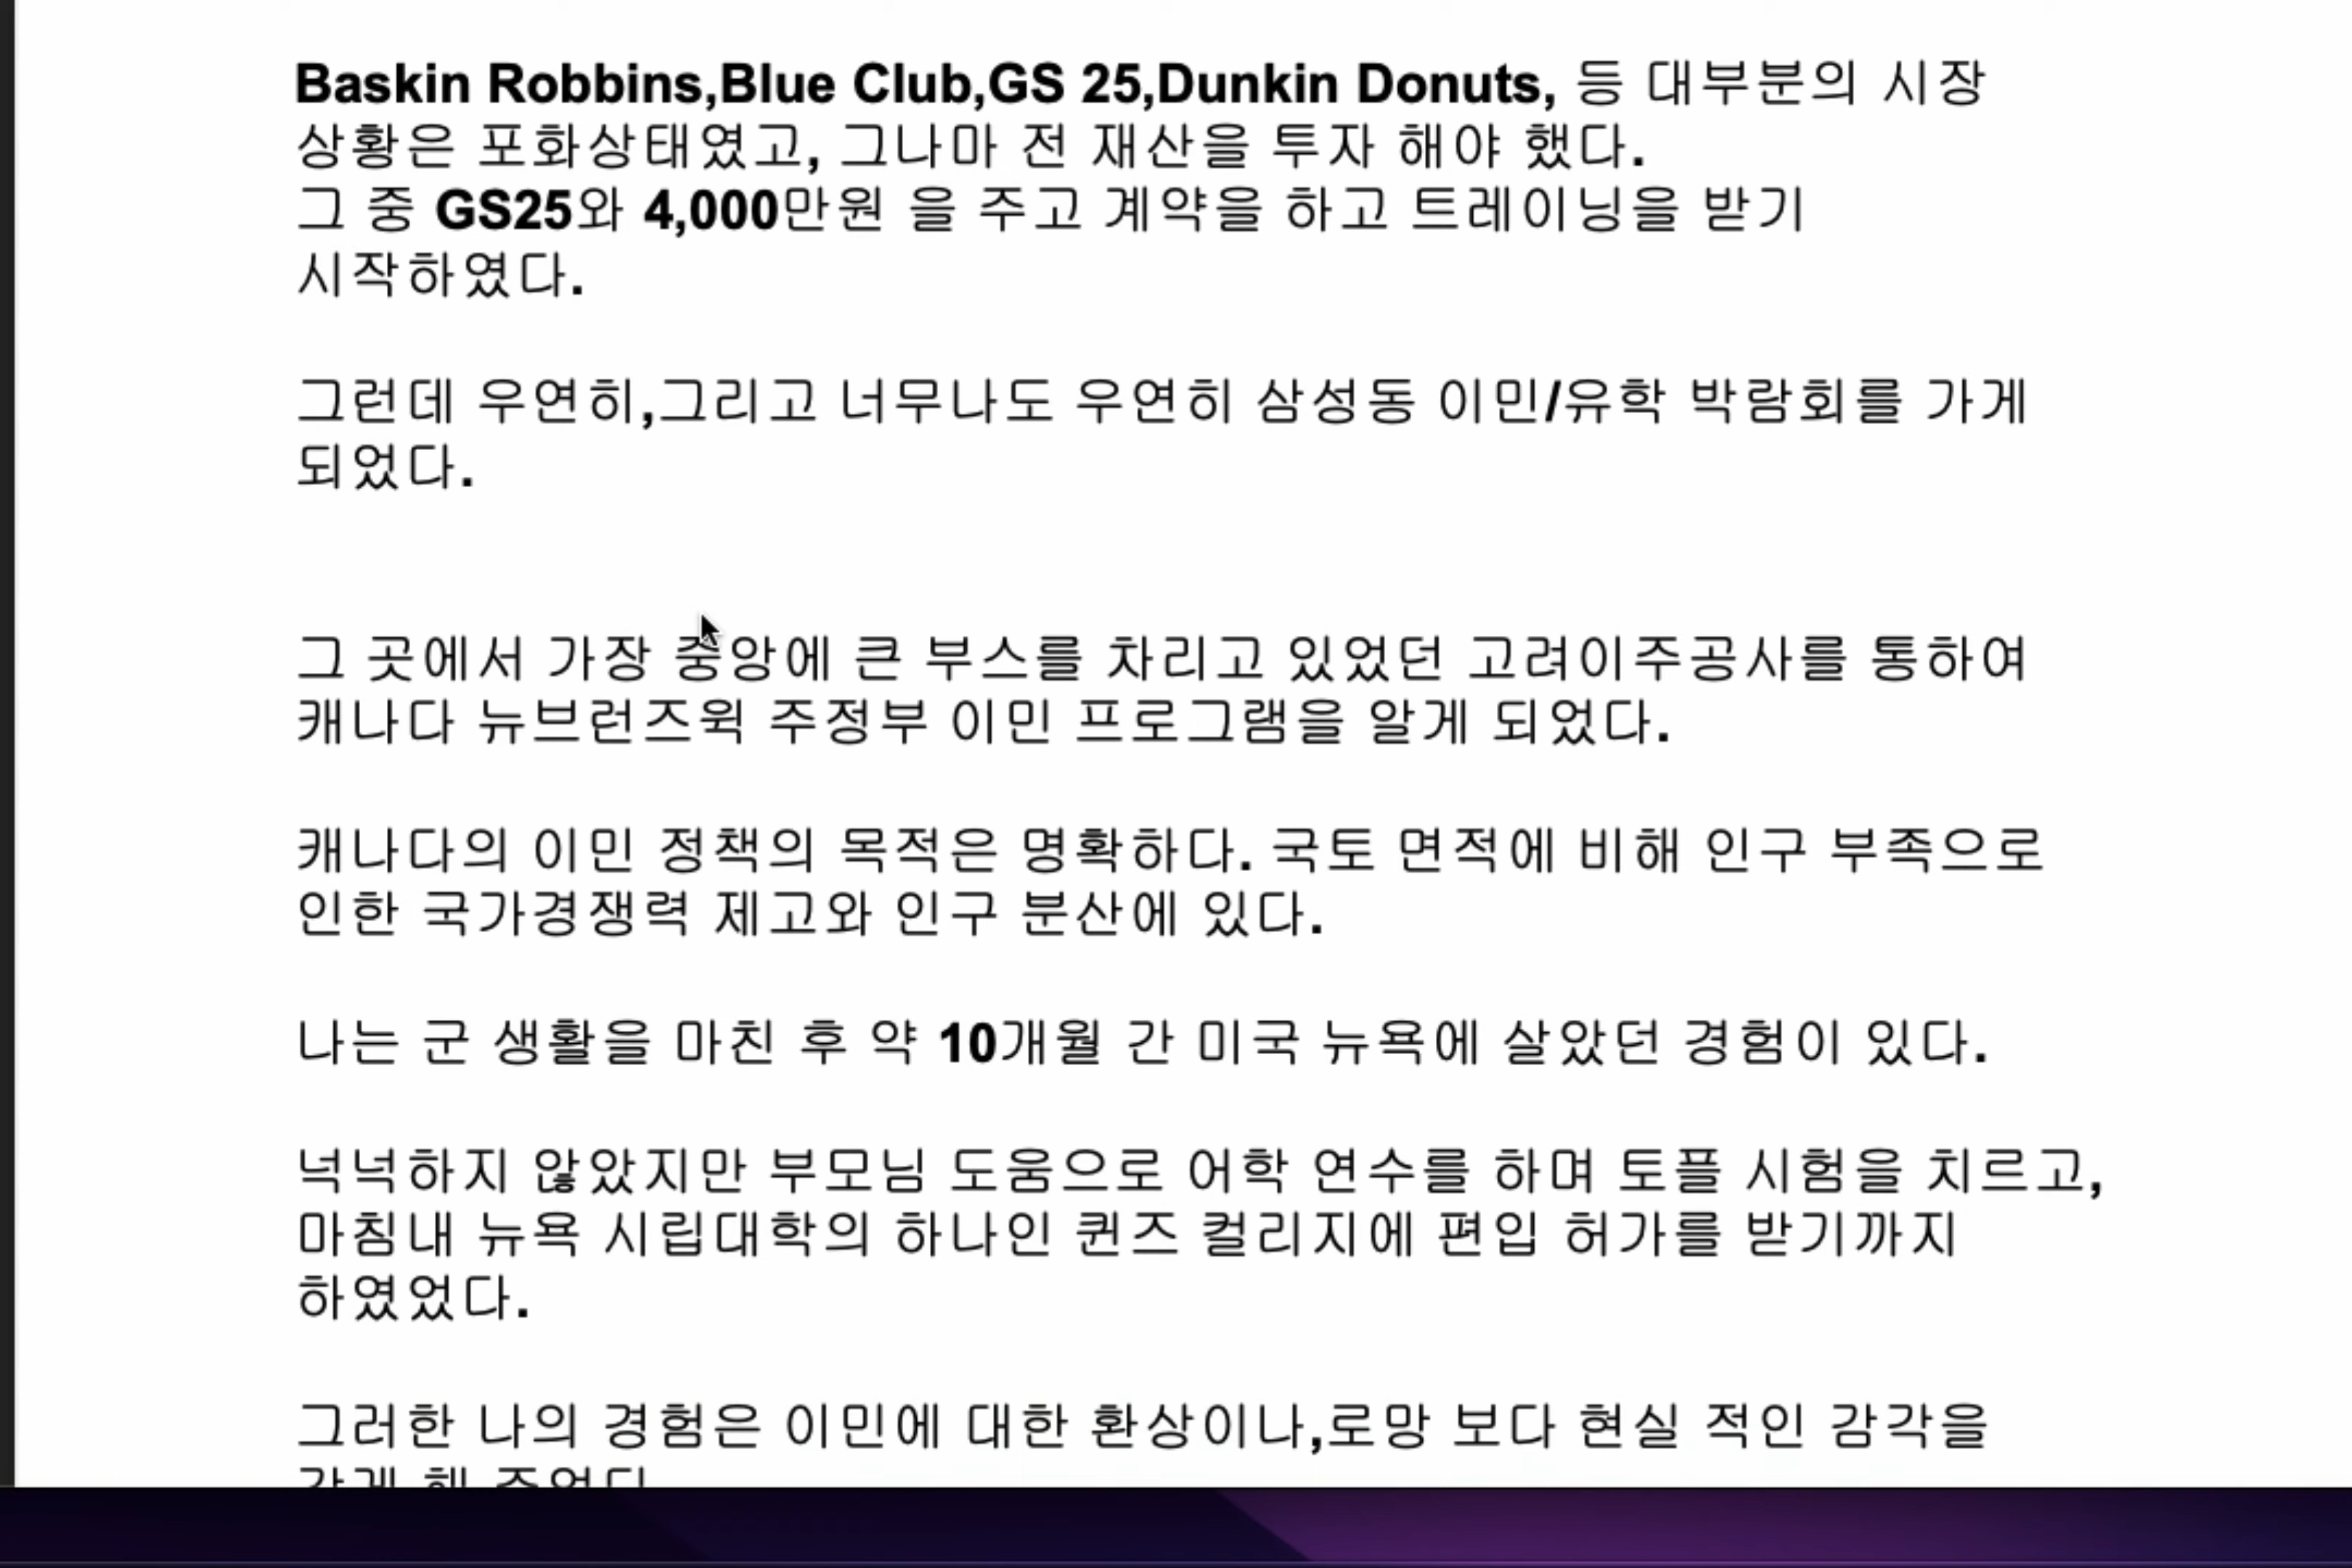 Baskin Robbins,Blue Club,GS 25,Dunkin Donuts, 등 대부분의 시장
상황은 포화상태였고, 그나마 전 재산을 투자 해야 했다.
그 중 GS25와 4,000만원 을 주고 계약을 하고 트레이닝을 받기
시작하였다.
그런데 우연히,그리고 너무나도 우연히 삼성동 이민/유학 박람회를 가게
되었다.
그 곳에서 가장 중앙에 큰 부스를 차리고 있었던 고려이주공사를 통하여
캐나다 뉴브런즈윅 주정부 이민 프로그램을 알게 되었다.
캐나다의 이민 정책의 목적은 명확하다. 국토 면적에 비해 인구 부족으로
인한 국가경쟁력 제고와 인구 분산에 있다.
나는 군 생활을 마친 후 약 10개월 간 미국 뉴욕에 살았던 경험이 있다.
넉넉하지 않았지만 부모님 도움으로 어학 연수를 하며 토플 시험을 치르고,
마침내 뉴욕 시립대학의 하나인 퀸즈 컬리지에 편입 허가를 받기까지
하였었다.
그러한 나의 경험은 이민에 대한 환상이나,로망 보다 현실 적인 감각을